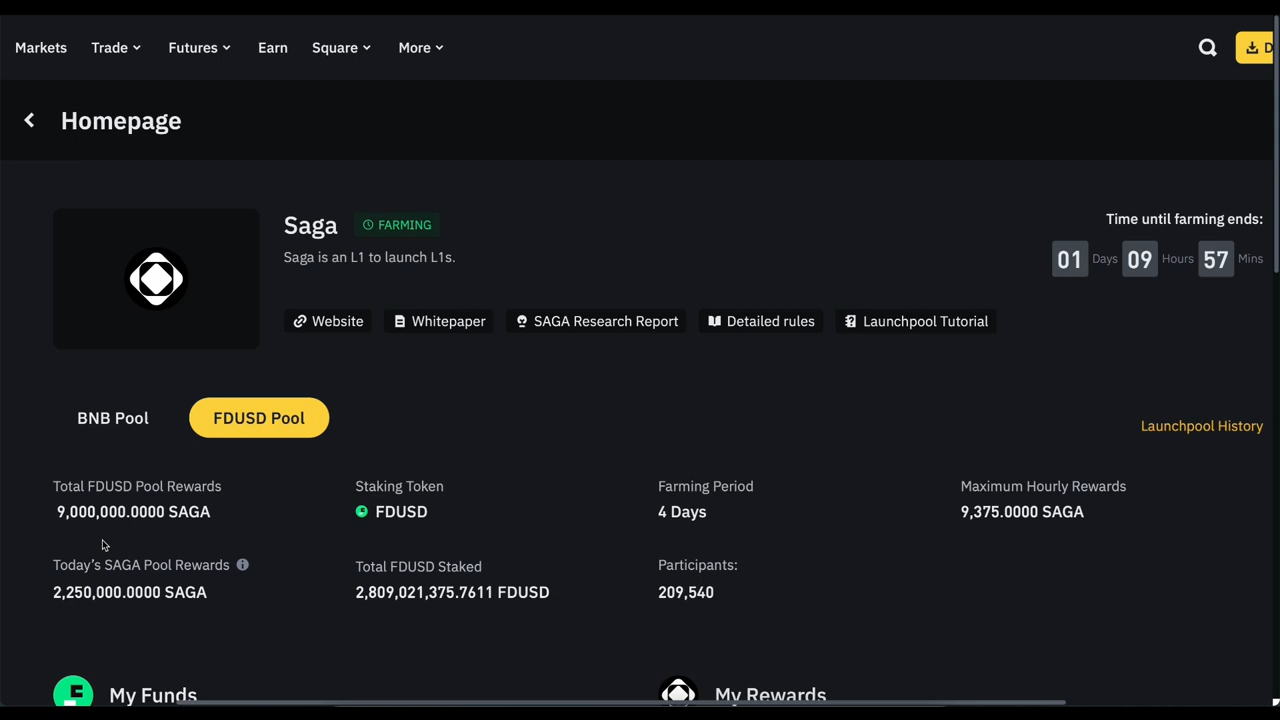 Markets Trade Futures Earn Square More D
Homepage
Saga FARMING
Saga is an L1 to launch L1s.
Time until farming ends:
01 Days 09 Hours 57 Mins
Website Whitepaper SAGA Research Report Detailed rules Launchpool Tutorial
BNB Pool FDUSD Pool
Launchpool History
Total FDUSD Pool Rewards Staking Token Farming Period Maximum Hourly Rewards
9,000,000.0000 SAGA FDUSD 4 Days 9,375.0000 SAGA
Today's SAGA Pool Rewards Total FDUSD Staked Participants:
2,250,000.0000 SAGA 2,809,021,375.7611 FDUSD 209,540
My Funds My Rewards